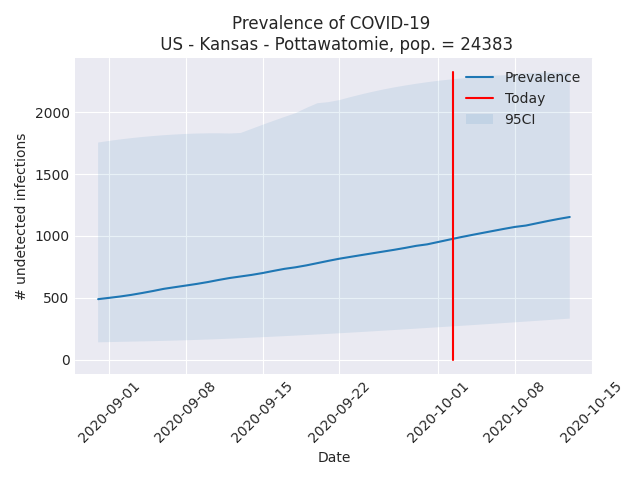 Prevalence of COVID-19
US - Kansas - Pottawatomie, pop. = 24383
# undetected infections
2000
1500
1000
500
0
Prevalence
Today
95CI
2020-09-01
2020-09-08
2020-09-15
2020-09-22
2020-10-01
2020-10-08
2020-10-15
Date